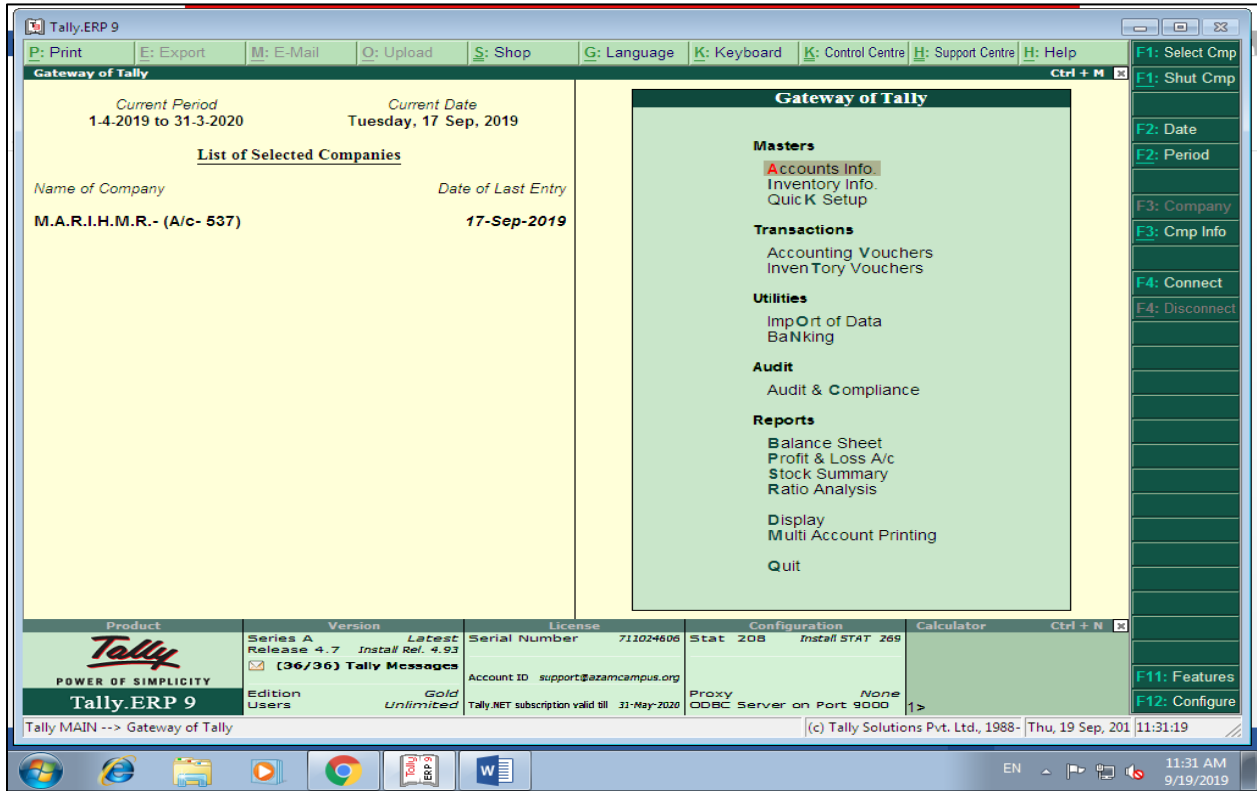 Tally.ERP 9
P: Print E: Export M: E-Mail O: Upload S: Shop G: Language K: Keyboard K: Control Centre H: Support Centre H: Help
Gateway of Tally Ctrl + M
Current Period Current Date
1-4-2019 to 31-3-2020 Tuesday, 17 Sep, 2019
List of Selected Companies
Name of Company Date of Last Entry
M.A.R.I.H.M.R.- (A/c- 537) 17-Sep-2019
Gateway of Tally
Masters
Accounts Info.
Inventory Info.
QuicK Setup
Transactions
Accounting Vouchers
InvenTory Vouchers
Utilities
ImpOrt of Data
BaNking
Audit
Audit & Compliance
Reports
Balance Sheet
Profit & Loss A/c
Stock Summary
Ratio Analysis
Display
Multi Account Printing
Quit
F1: Select Cmp
F1: Shut Cmp
F2: Date
F2: Period
F3: Company
F3: Cmp Info
F4: Connect
F4: Disconnect
F11: Features
F12: Configure
Product Version License Configuration Calculator Ctrl + N
Tally
POWER OF SIMPLICITY
Tally.ERP 9
Series A Latest
Release 4.7 Install Rel. 4.93
(36/36) Tally Messages
Edition Gold
Users Unlimited
Serial Number 711024606
Account ID support@azamcampus.org
Tally.NET subscription valid till 31-May-2020
Stat 208 Install STAT 269
Proxy None
ODBC Server on Port 9000
1>
Tally MAIN --> Gateway of Tally (c) Tally Solutions Pvt. Ltd., 1988- Thu, 19 Sep, 201 11:31:19
Tally
ERP 9
W
EN
11:31 AM
9/19/2019